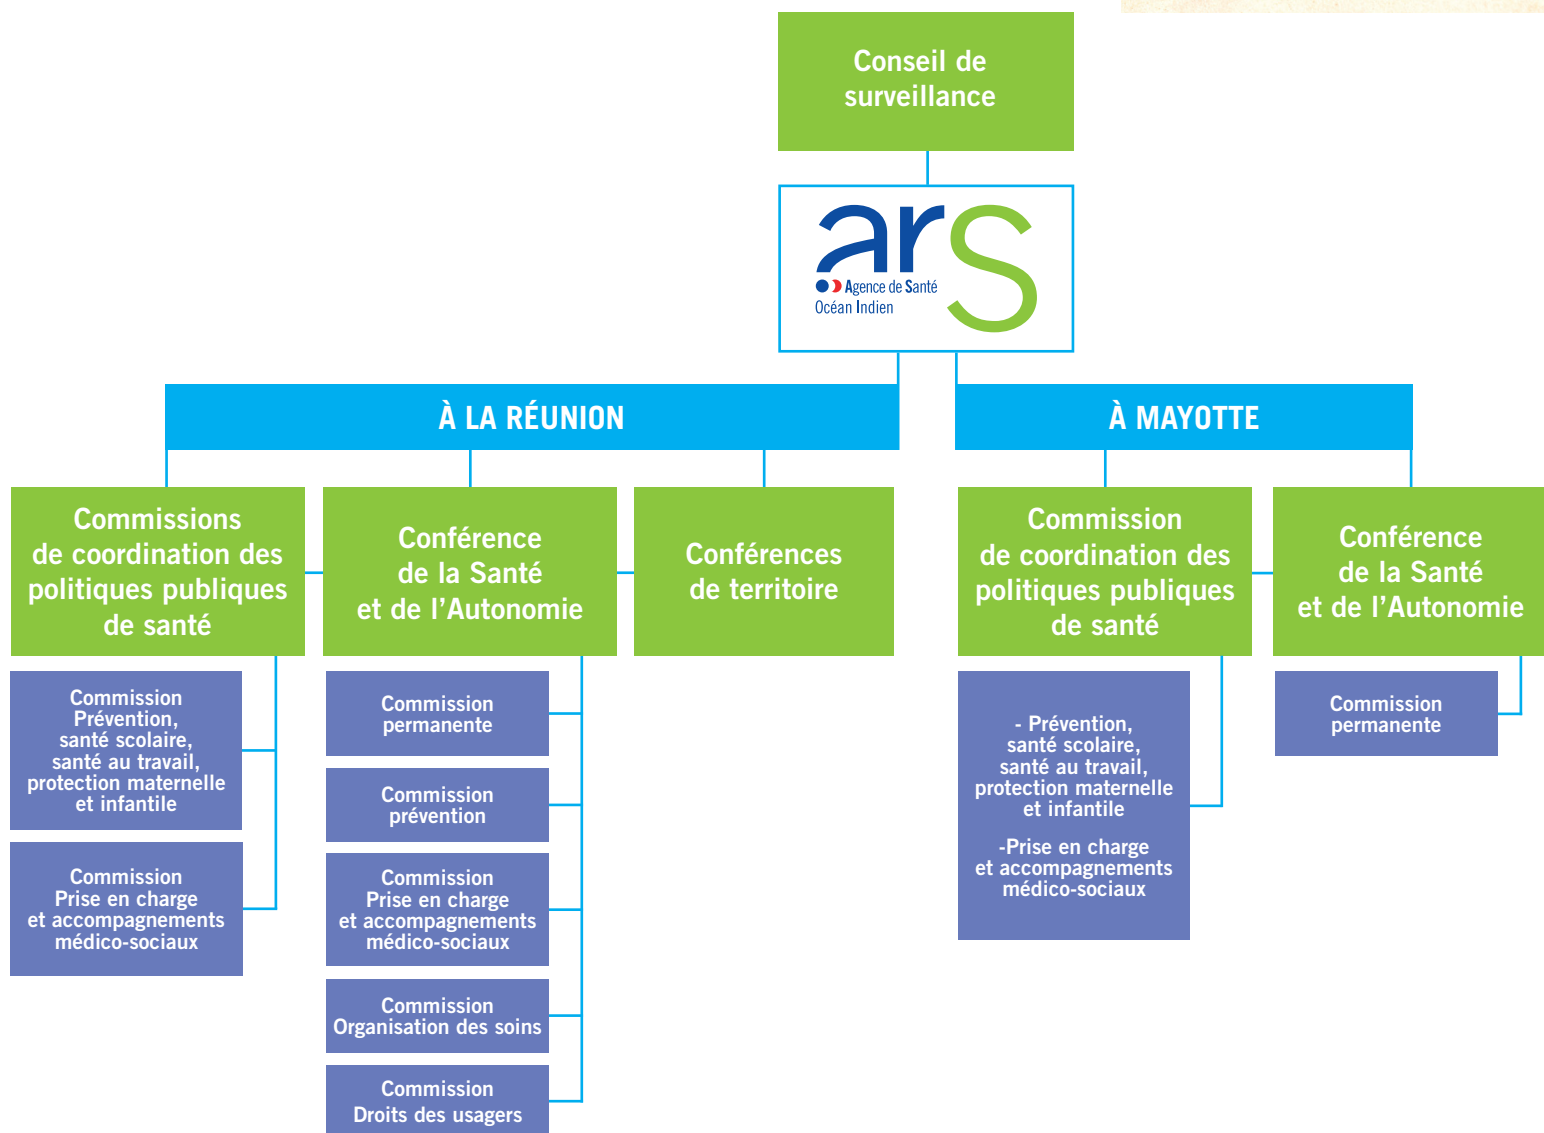 Conseil de
surveillance
arS
Agence de Santé
Océan Indien
À LA RÉUNION
À MAYOTTE
Commissions
de coordination des
politiques publiques
de santé
Conférence
de la Santé
et de l'Autonomie
Conférences
de territoire
Commission
de coordination des
politiques publiques
de santé
Conférence
de la Santé
et de l'Autonomie
Commission
Prévention,
santé scolaire,
santé au travail,
protection maternelle
et infantile
Commission
Prise en charge
et accompagnements
médico-sociaux
Commission
permanente
Commission
prévention
Commission
Prise en charge
et accompagnements
médico-sociaux
Commission
Organisation des soins
Commission
Droits des usagers
- Prévention,
santé scolaire,
santé au travail,
protection maternelle
et infantile
-Prise en charge
et accompagnements
médico-sociaux
Commission
permanente